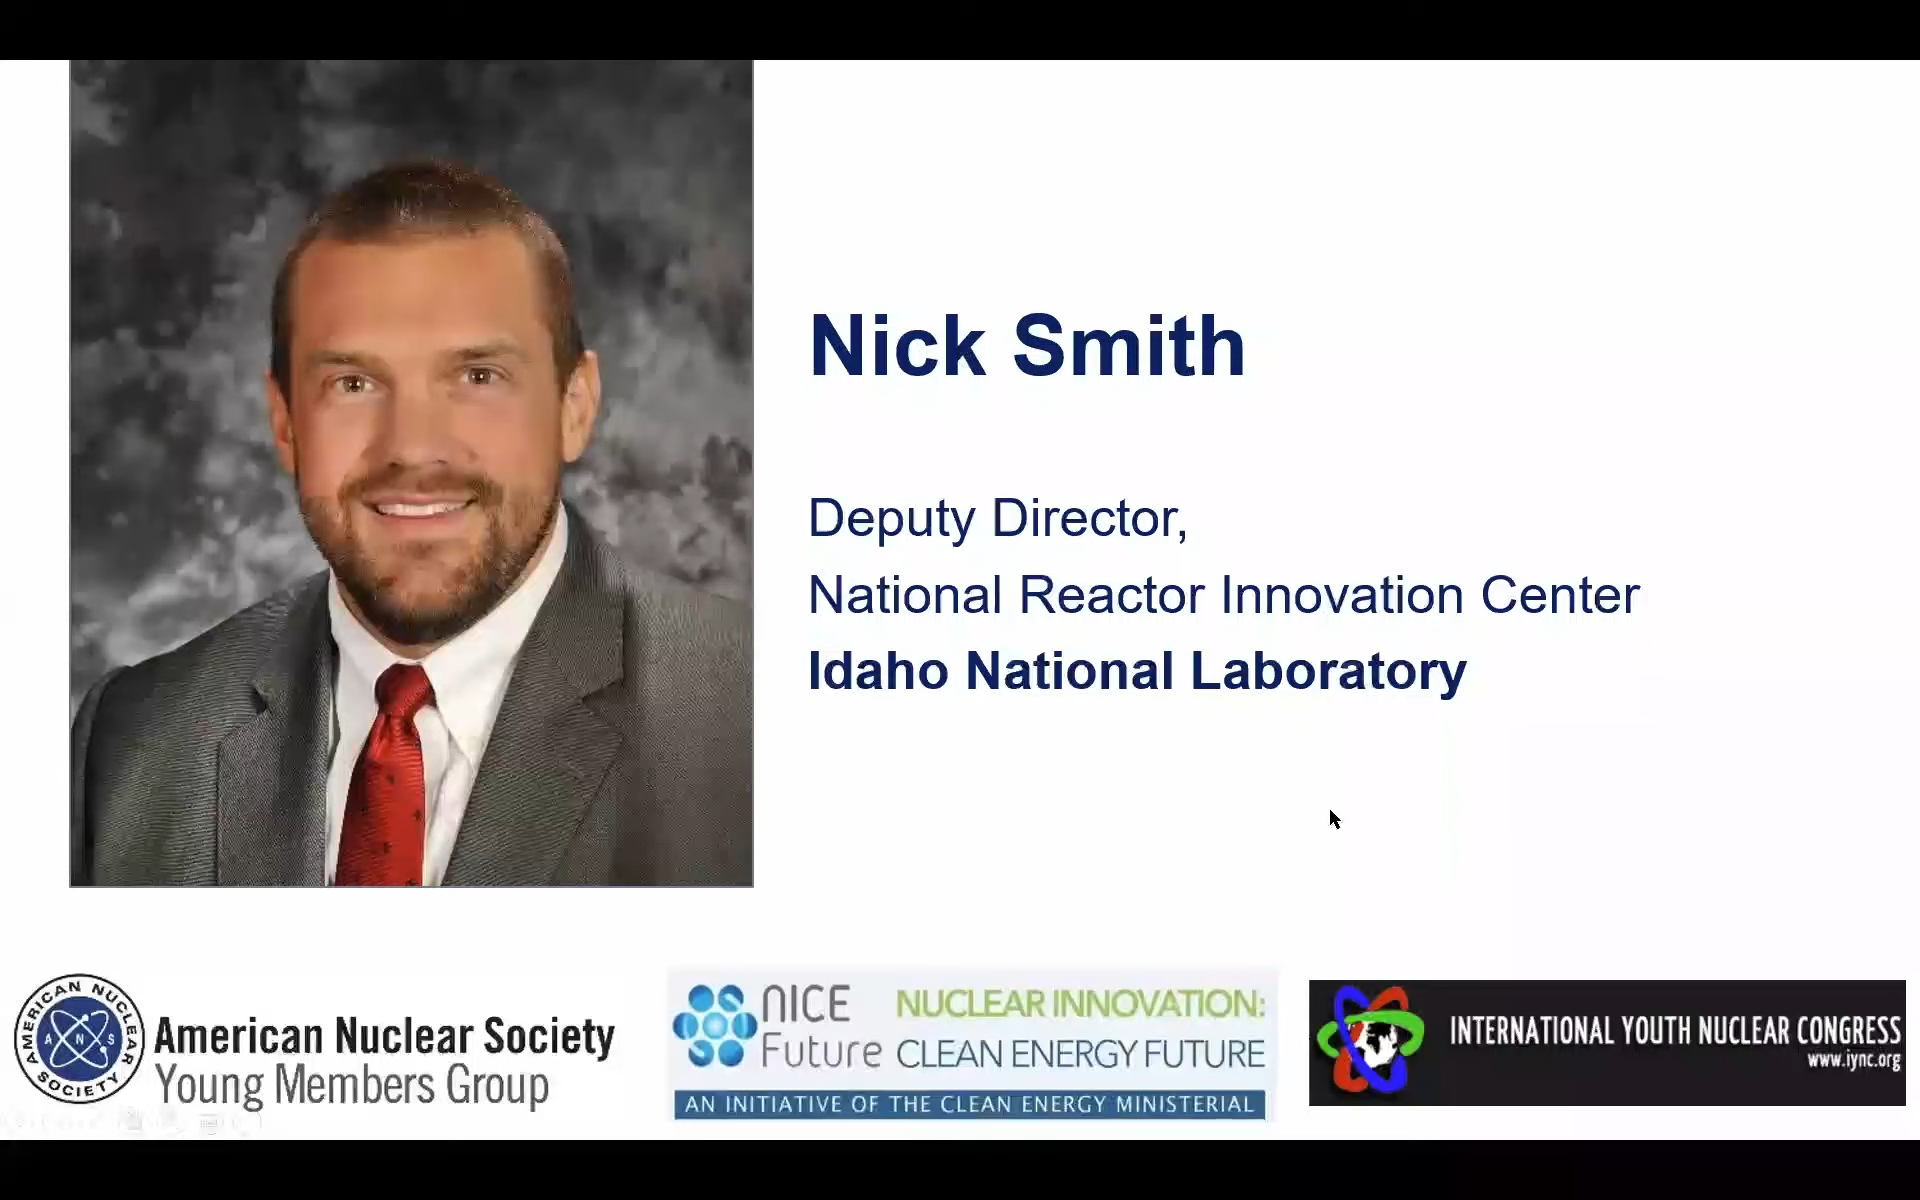 Nick Smith
Deputy Director,
National Reactor Innovation Center
Idaho National Laboratory
AMERICAN NUCLEAR SOCIETY
ANS
American Nuclear Society
Young Members Group
NICE
Future
NUCLEAR INNOVATION:
CLEAN ENERGY FUTURE
AN INITIATIVE OF THE CLEAN ENERGY MINISTERIAL
INTERNATIONAL YOUTH NUCLEAR CONGRESS
www.iync.org